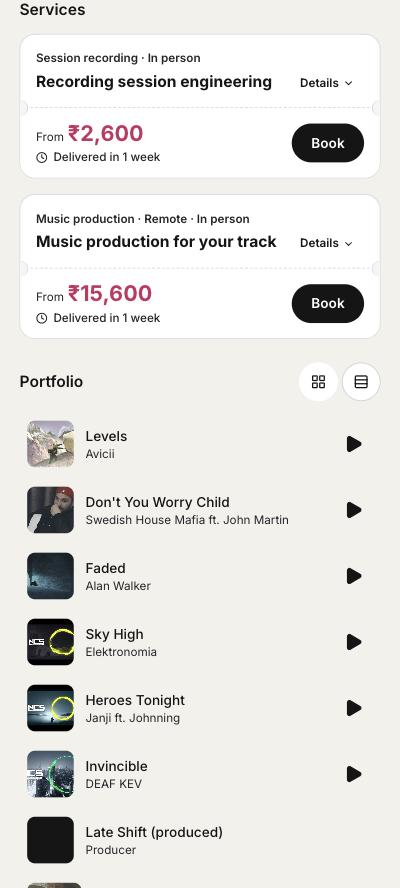 Services
Session recording · In person
Recording session engineering
Details
From ₹2,600
Delivered in 1 week
Book
Music production · Remote · In person
Music production for your track
Details
From ₹15,600
Delivered in 1 week
Book
Portfolio
Levels
Avicii
Don't You Worry Child
Swedish House Mafia ft. John Martin
Faded
Alan Walker
NCS
Sky High
Elektronomia
NCS
Heroes Tonight
Janji ft. Johnning
CS
Invincible
DEAF KEV
Late Shift (produced)
Producer